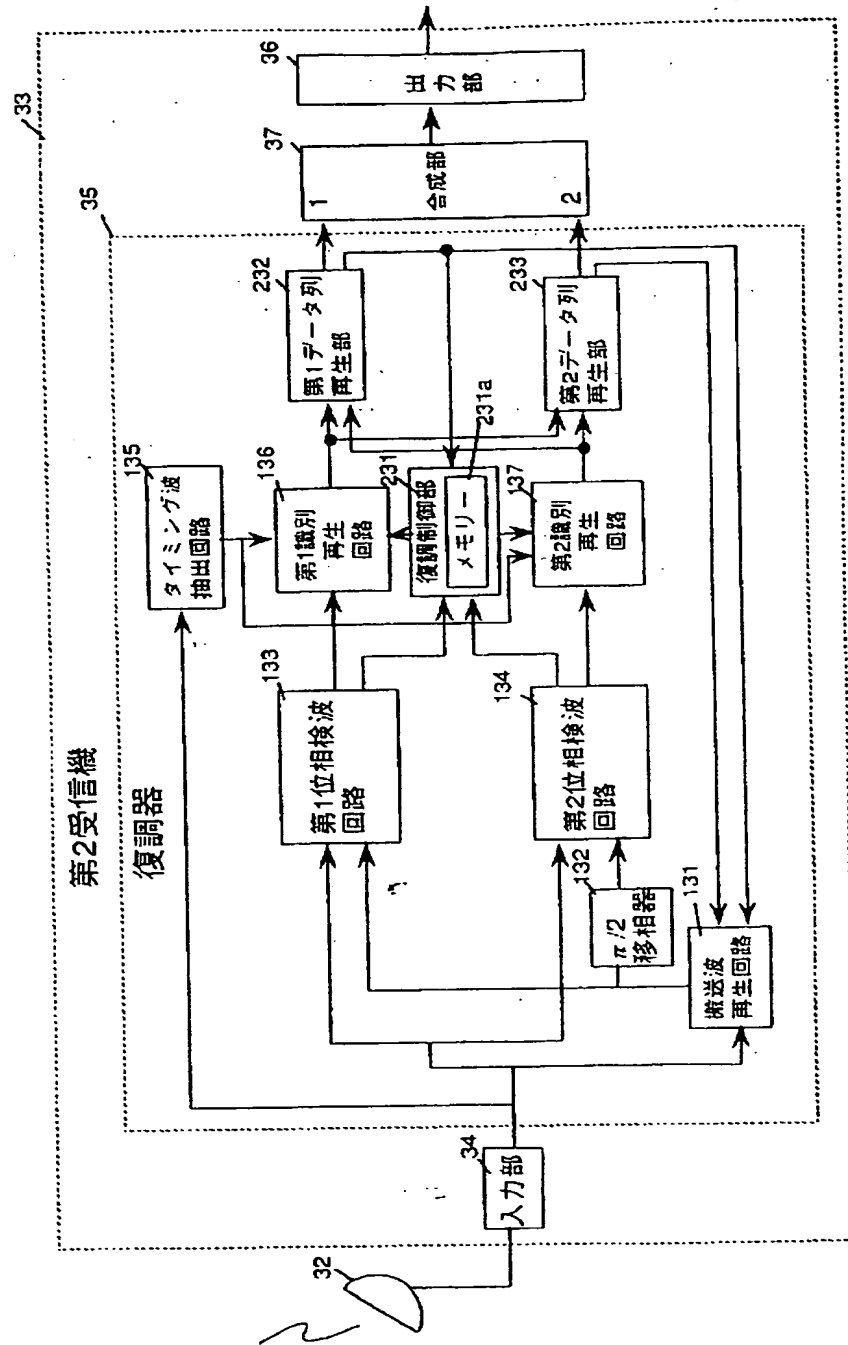 第2受信機
33
復調器
35
32
34
入力部
135
タイミング波
抽出回路
133
第1位相検波
回路
134
第2位相検波
回路
132
π/2
移相器
131
搬送波
再生回路
136
第1識別
再生
回路
231
復調制御部
231a
メモリー
137
第2識別
再生
回路
232
第1データ列
再生部
233
第2データ列
再生部
37
1
合成部
2
36
出力部